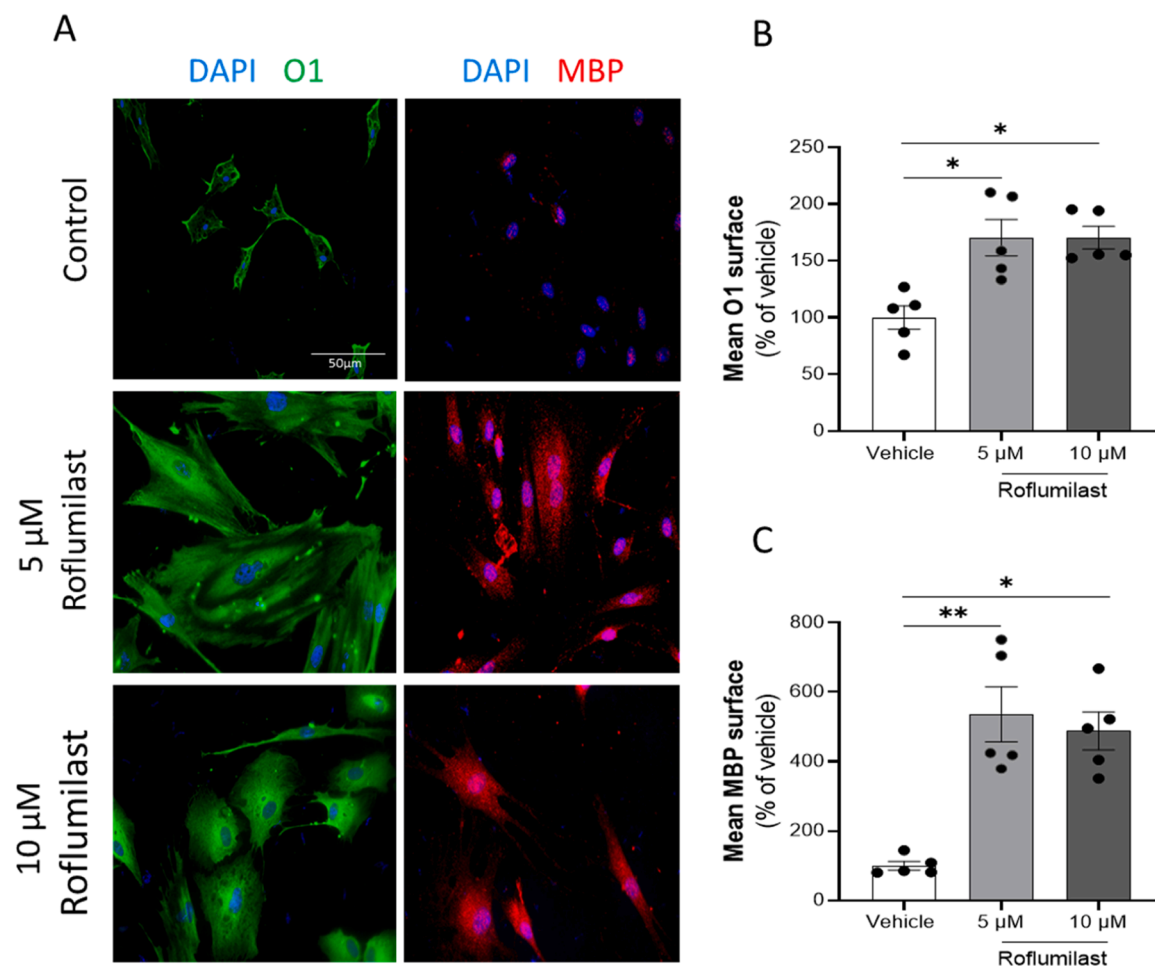 A
DAPI O1
DAPI MBP
Control
50µm
5 µM
Roflumilast
10 µM
Roflumilast
B
Mean O1 surface
(% of vehicle)
250
200
150
100
50
0
*
*
Vehicle
5 µM
10 µM
Roflumilast
C
Mean MBP surface
(% of vehicle)
800
600
400
200
0
*
**
Vehicle
5 µM
10 µM
Roflumilast